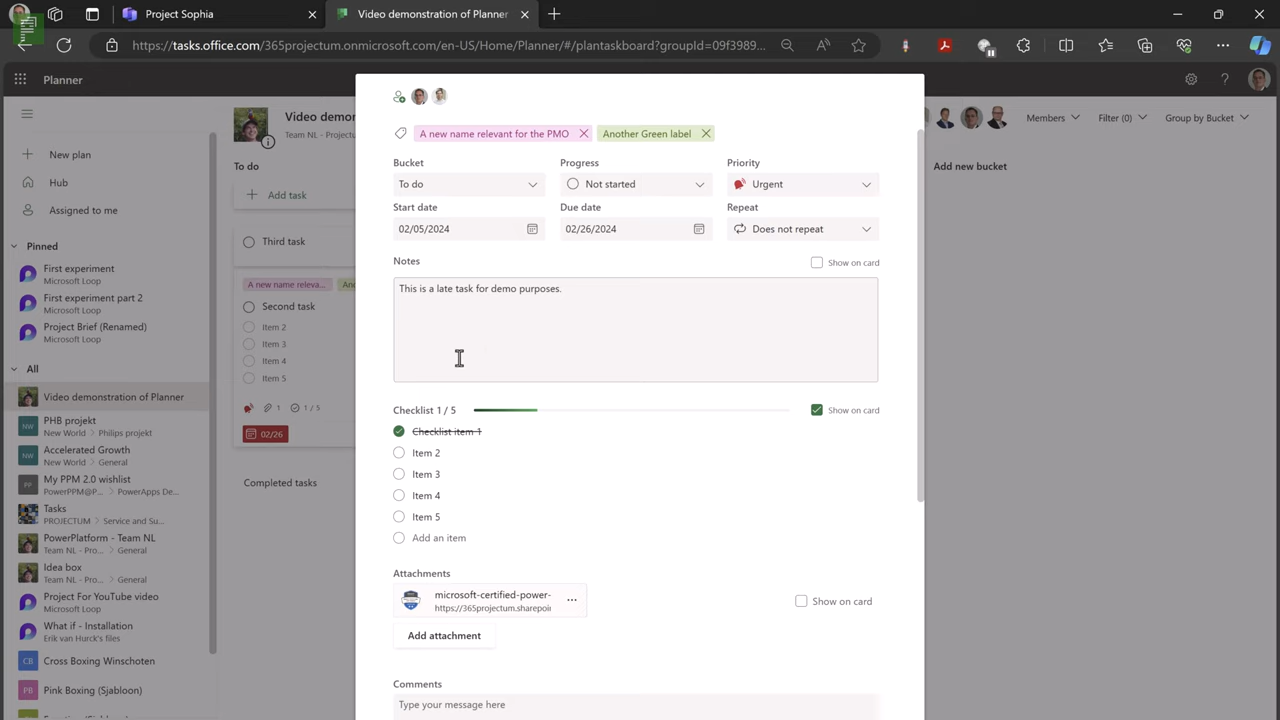 Project Sophia
Video demonstration of Planner
https://tasks.office.com/365projectum.onmicrosoft.com/en-US/Home/Planner/#/plantaskboard?groupId=09f3989...
Planner
New plan
Hub
Assigned to me
Pinned
First experiment
Microsoft Loop
First experiment part 2
Microsoft Loop
Project Brief (Renamed)
Microsoft Loop
All
Video demonstration of Planner
NW
PHB projekt
New World > Philips projekt
NW
Accelerated Growth
New World > General
PP
My PPM 2.0 wishlist
PowerPPM@P... > PowerApps De...
Tasks
PROJECTUM > Service and Su...
PowerPlatform - Team NL
Team NL - Pro... > General
Idea box
Team NL - Pro... > General
Project For YouTube video
Microsoft Loop
What if - Installation
Erik van Hurck's files
CB
Cross Boxing Winschoten
PB
Pink Boxing (Sjabloon)
Video demor
Team NL - Project
To do
Add task
Third task
A new name releva...
Second task
Item 2
Item 3
Item 4
Item 5
1
1 / 5
02/26
Completed tasks
A new name relevant for the PMO
Another Green label
Bucket
Progress
Priority
To do
Not started
Urgent
Start date
Due date
Repeat
02/05/2024
02/26/2024
Does not repeat
Notes
Show on card
This is a late task for demo purposes.
Checklist 1 / 5
Show on card
Checklist item 1
Item 2
Item 3
Item 4
Item 5
Add an item
Attachments
microsoft-certified-power-
https://365projectum.sharepoin
Show on card
Add attachment
Comments
Type your message here
Members
Filter (0)
Group by Bucket
Add new bucket